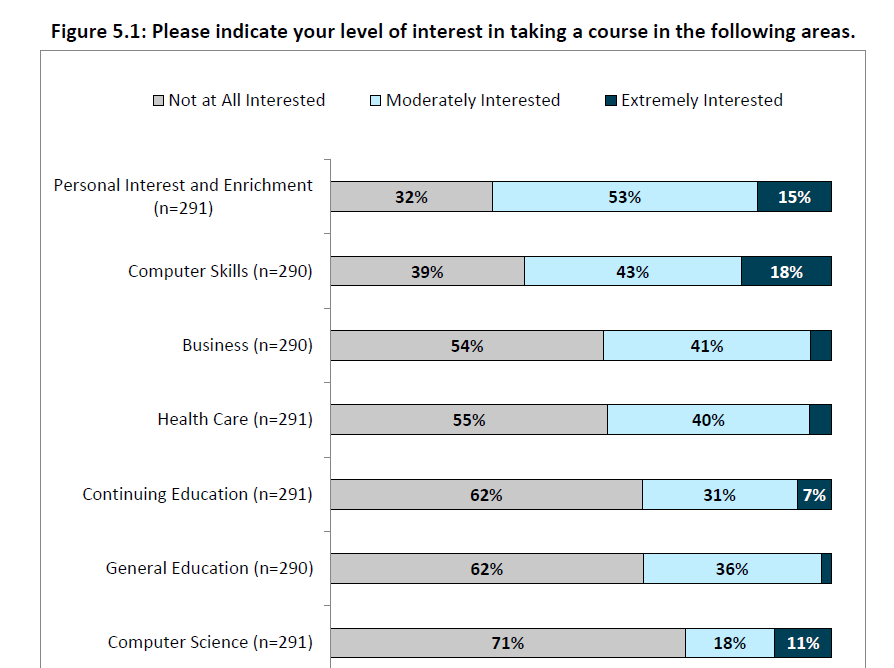 Figure 5.1: Please indicate your level of interest in taking a course in the following areas.
Not at All Interested Moderately Interested Extremely Interested
Personal Interest and Enrichment
(n=291)
32% 53% 15%
Computer Skills (n=290) 39% 43% 18%
Business (n=290) 54% 41%
Health Care (n=291) 55% 40%
Continuing Education (n=291) 62% 31% 7%
General Education (n=290) 62% 36%
Computer Science (n=291) 71% 18% 11%